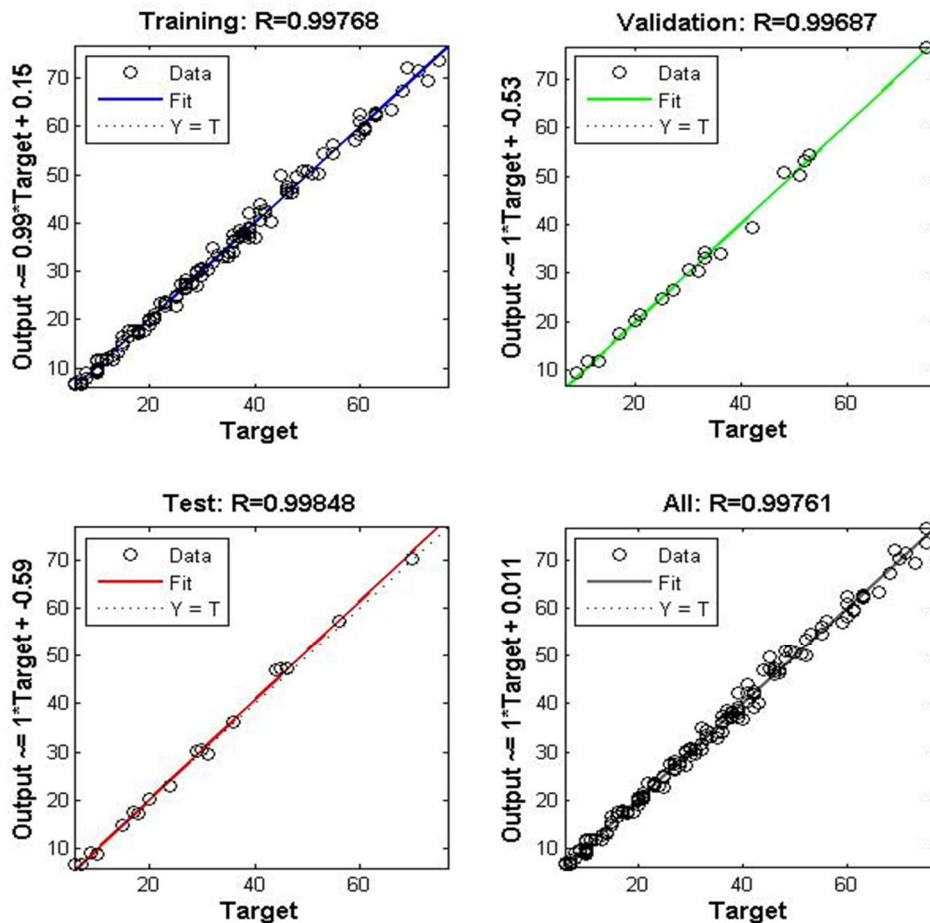 Training: R=0.99768
Output ~= 0.99*Target + 0.15
Data
Fit
Y = T
70
60
50
40
30
20
10
20
40
60
Target
Validation: R=0.99687
Output ~= 1*Target + -0.53
Data
Fit
Y = T
70
60
50
40
30
20
10
20
40
60
Target
Test: R=0.99848
Output ~= 1*Target + -0.59
Data
Fit
Y = T
70
60
50
40
30
20
10
20
40
60
Target
All: R=0.99761
Output ~= 1*Target + 0.011
Data
Fit
Y = T
70
60
50
40
30
20
10
20
40
60
Target